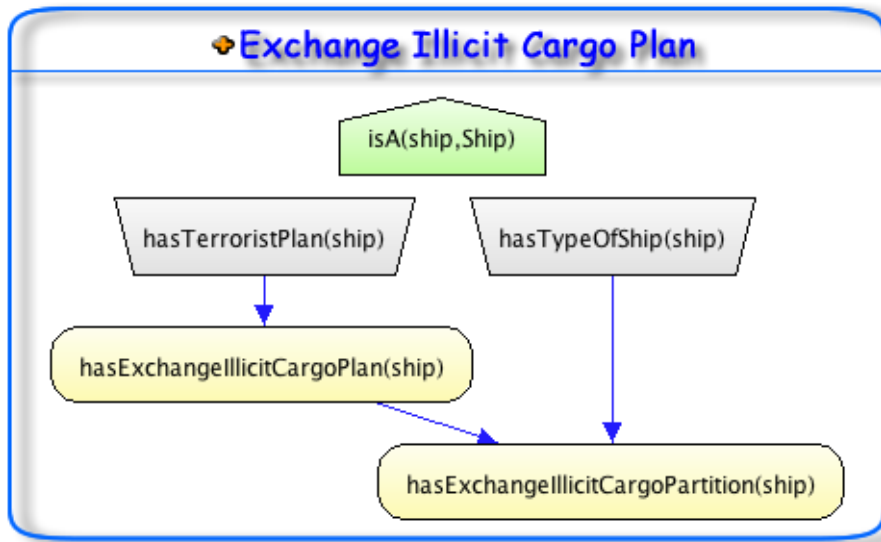 Exchange Illicit Cargo Plan
isA(ship,Ship)
hasTerroristPlan(ship)
hasTypeOfShip(ship)
hasExchangeIllicitCargoPlan(ship)
hasExchangeIllicitCargoPartition(ship)